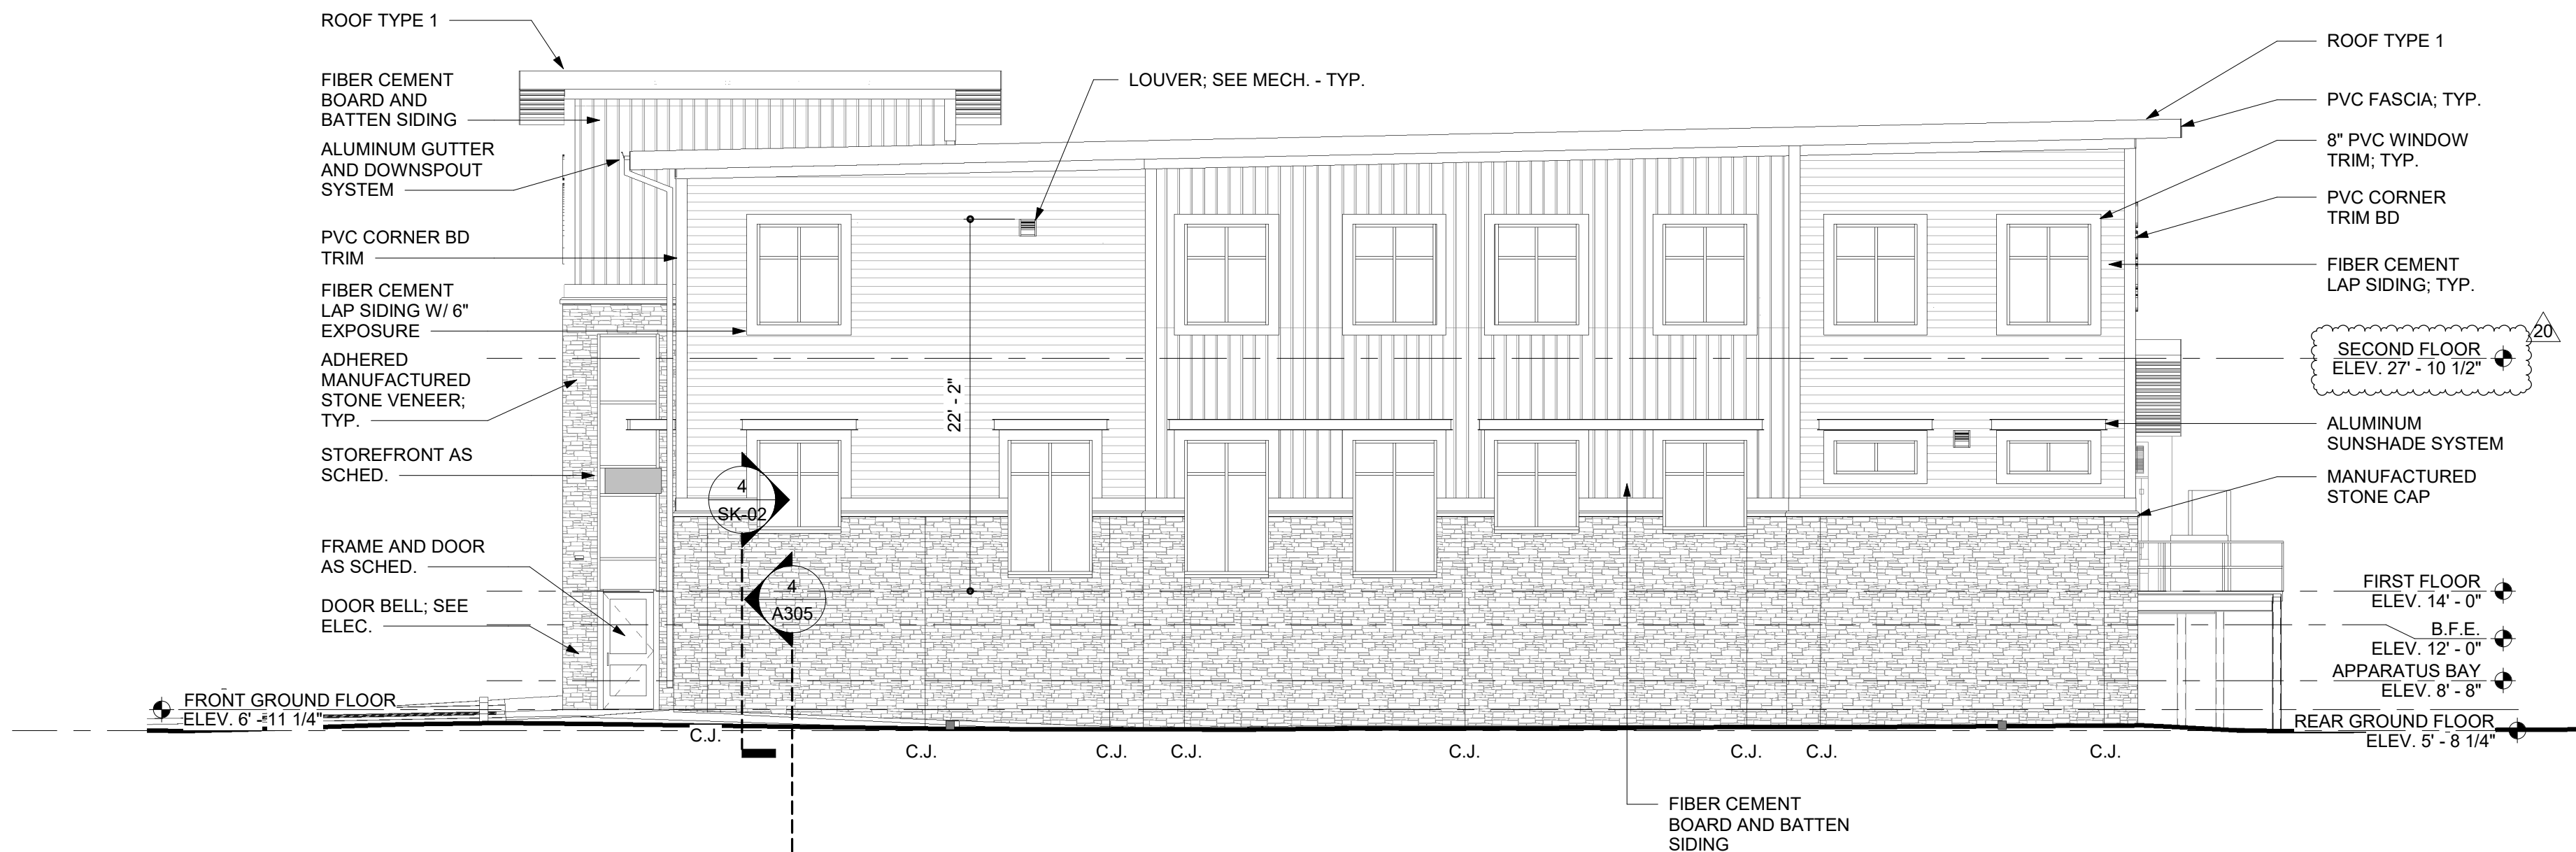 ROOF TYPE 1
FIBER CEMENT
BOARD AND
BATTEN SIDING
ALUMINUM GUTTER
AND DOWNSPOUT
SYSTEM
PVC CORNER BD
TRIM
FIBER CEMENT
LAP SIDING W/ 6"
EXPOSURE
ADHERED
MANUFACTURED
STONE VENEER;
TYP.
STOREFRONT AS
SCHED.
FRAME AND DOOR
AS SCHED.
DOOR BELL; SEE
ELEC.
FRONT GROUND FLOOR
ELEV. 6' - 11 1/4"
LOUVER; SEE MECH. - TYP.
22' - 2"
4
SK-02
4
A305
C.J.
C.J.
C.J.
C.J.
C.J.
C.J.
C.J.
C.J.
FIBER CEMENT
BOARD AND BATTEN
SIDING
ROOF TYPE 1
PVC FASCIA; TYP.
8" PVC WINDOW
TRIM; TYP.
PVC CORNER
TRIM BD
FIBER CEMENT
LAP SIDING; TYP.
20
SECOND FLOOR
ELEV. 27' - 10 1/2"
ALUMINUM
SUNSHADE SYSTEM
MANUFACTURED
STONE CAP
FIRST FLOOR
ELEV. 14' - 0"
B.F.E.
ELEV. 12' - 0"
APPARATUS BAY
ELEV. 8' - 8"
REAR GROUND FLOOR
ELEV. 5' - 8 1/4"